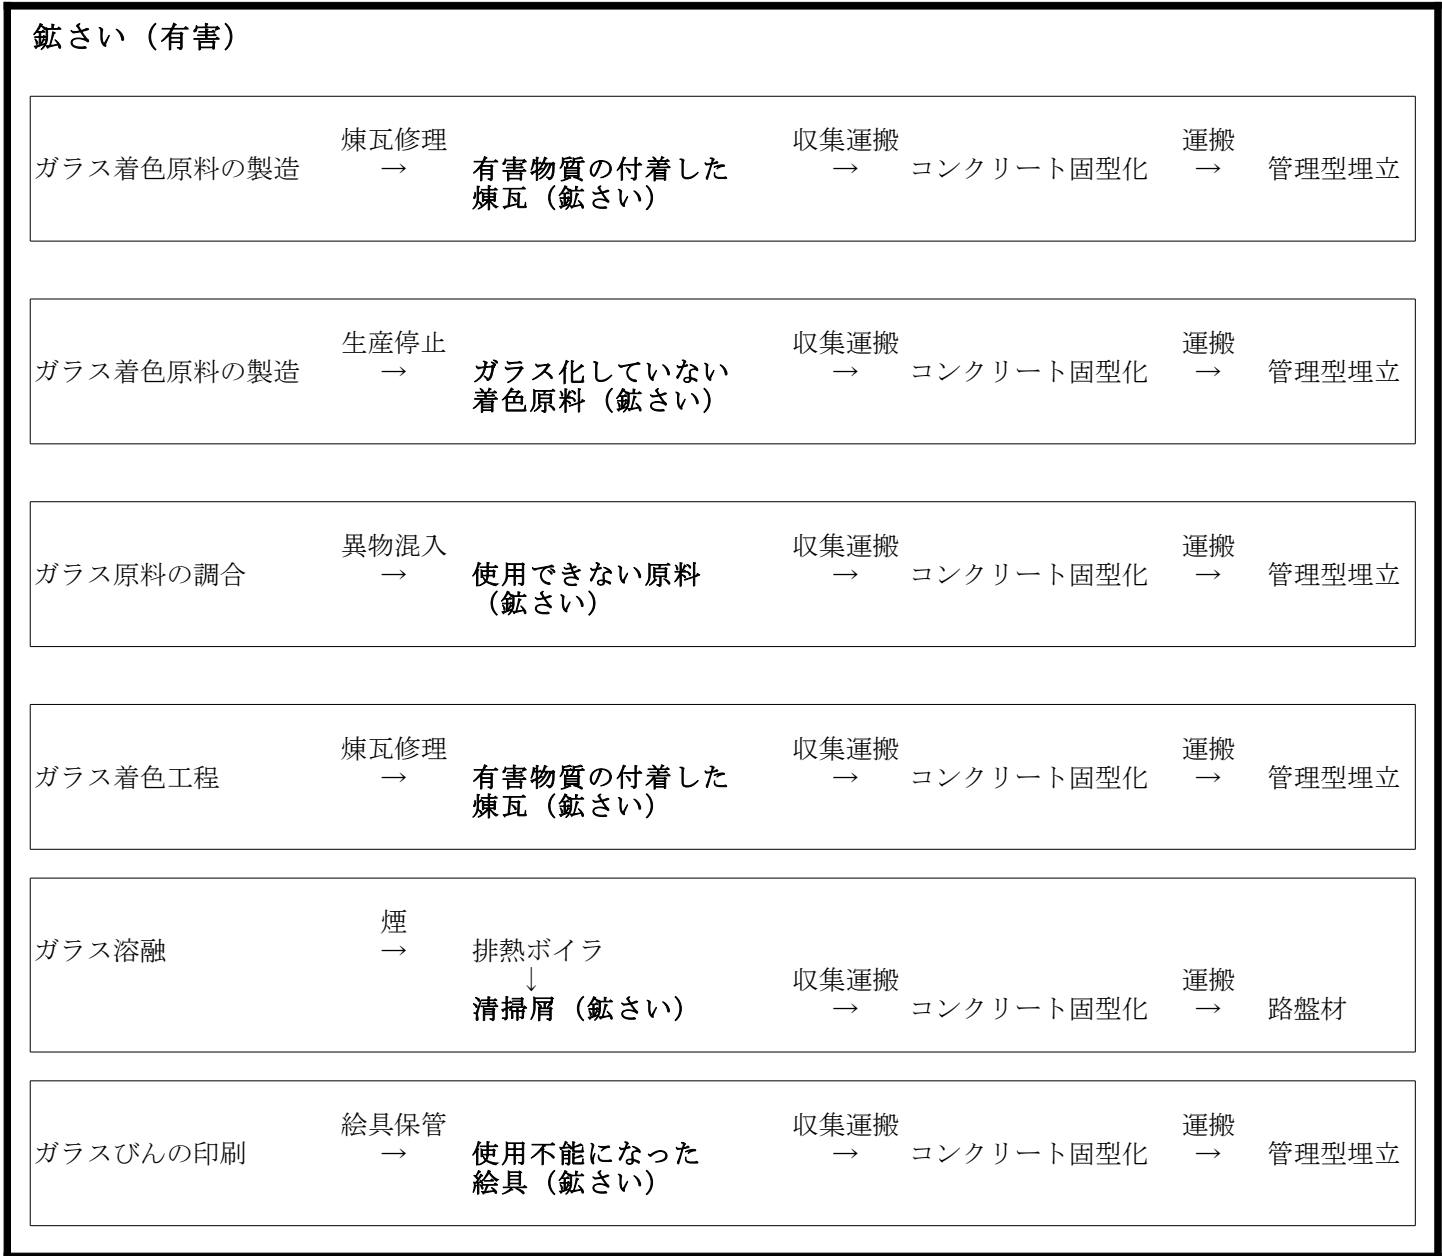 鉱さい（有害）
煉瓦修理 収集運搬 運搬
ガラス着色原料の製造 → 有害物質の付着した → コンクリート固型化 → 管理型埋立
煉瓦（鉱さい）
生産停止 収集運搬 運搬
ガラス着色原料の製造 → ガラス化していない → コンクリート固型化 → 管理型埋立
着色原料（鉱さい）
異物混入 収集運搬 運搬
ガラス原料の調合 → 使用できない原料 → コンクリート固型化 → 管理型埋立
（鉱さい）
煉瓦修理 収集運搬 運搬
ガラス着色工程 → 有害物質の付着した → コンクリート固型化 → 管理型埋立
煉瓦（鉱さい）
煙
ガラス溶融 → 排熱ボイラ
↓ 収集運搬 運搬
清掃屑（鉱さい） → コンクリート固型化 → 路盤材
絵具保管 収集運搬 運搬
ガラスびんの印刷 → 使用不能になった → コンクリート固型化 → 管理型埋立
絵具（鉱さい）